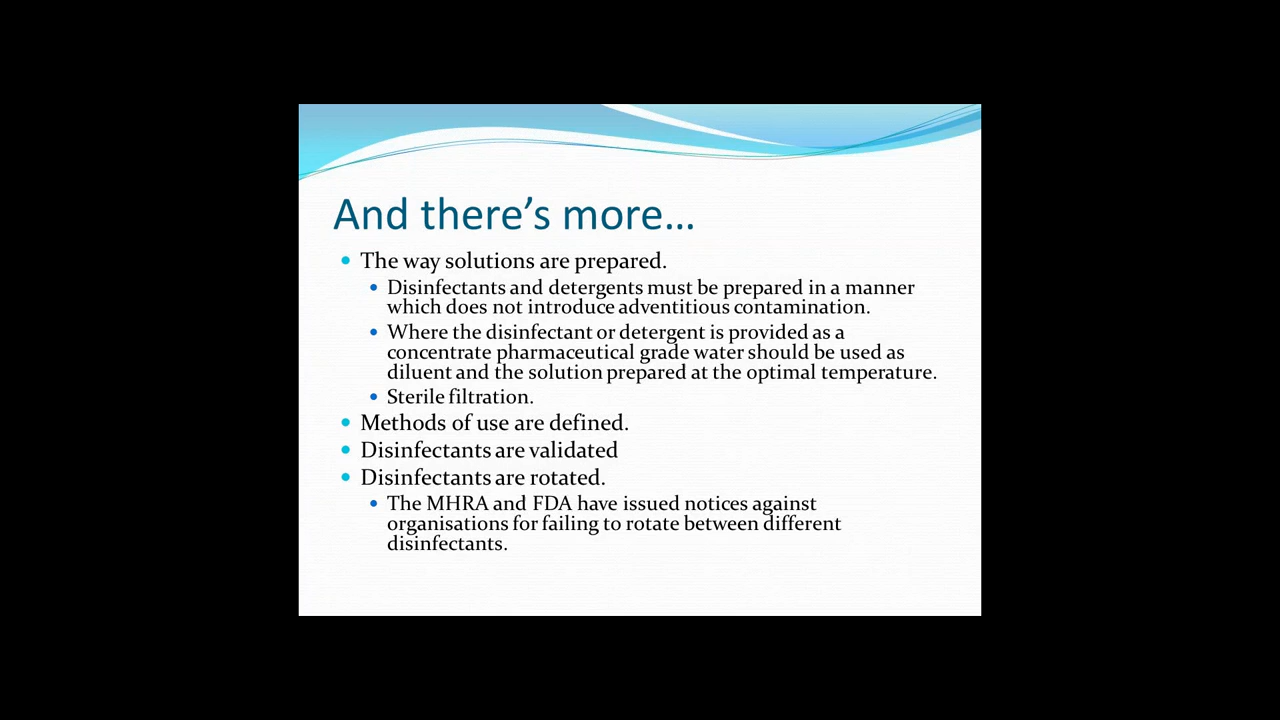 And there's more...
The way solutions are prepared.
Disinfectants and detergents must be prepared in a manner
which does not introduce adventitious contamination.
Where the disinfectant or detergent is provided as a
concentrate pharmaceutical grade water should be used as
diluent and the solution prepared at the optimal temperature.
Sterile filtration.
Methods of use are defined.
Disinfectants are validated
Disinfectants are rotated.
The MHRA and FDA have issued notices against
organisations for failing to rotate between different
disinfectants.